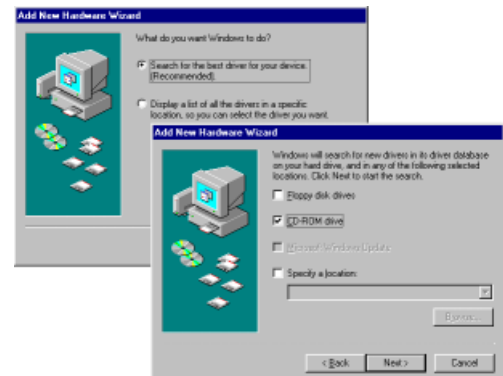 Add New Hardware Wizard
What do you want Windows to do?
Search for the best driver for your device.
(Recommended).
Display a list of all the drivers in a specific
location, so you can select the driver you want.
Add New Hardware Wizard
Windows will search for new drivers in its driver database
on your hard drive, and in any of the following selected
locations. Click Next to start the search.
Floppy disk drives
CD-ROM drive
Microsoft Windows Update
Specify a location:
Browse...
< Back
Next >
Cancel